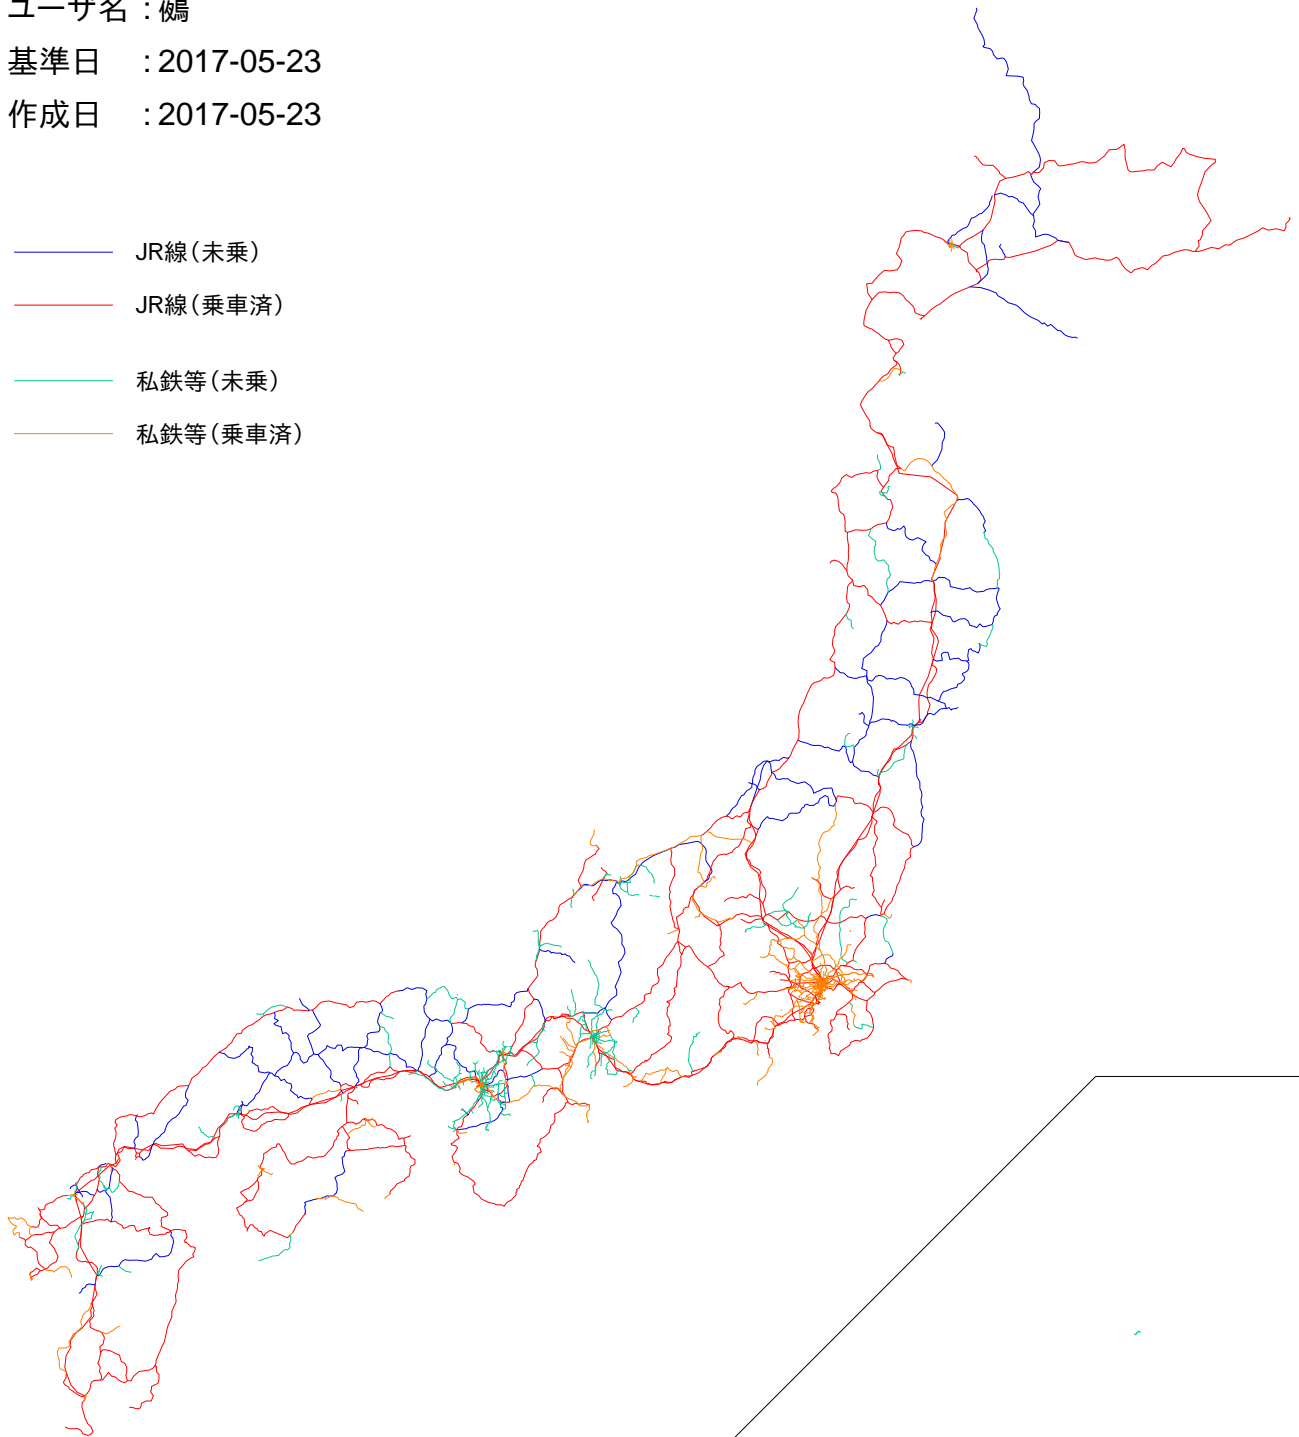 ユーザ名 : 鵺
基準日 : 2017-05-23
作成日 : 2017-05-23
JR線(未乗)
JR線(乗車済)
私鉄等(未乗)
私鉄等(乗車済)